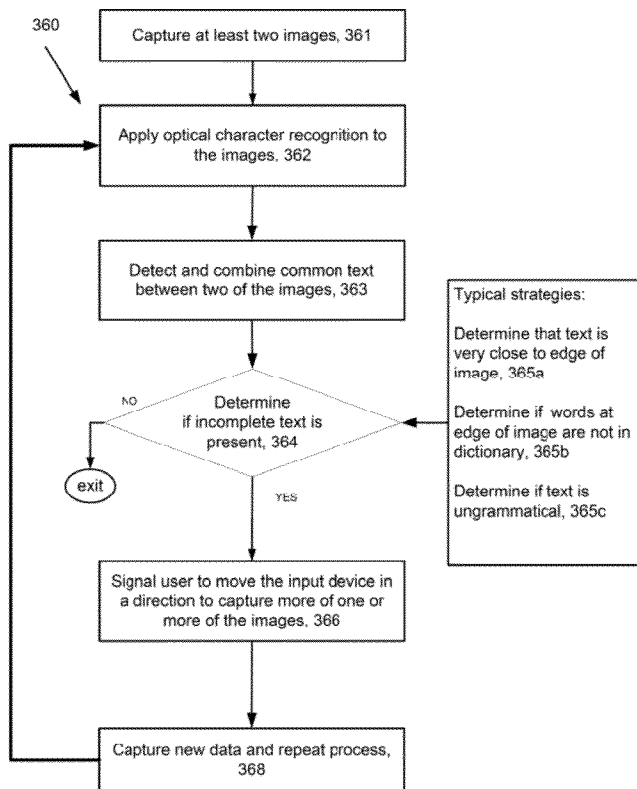 360
Capture at least two images, 361
Apply optical character recognition to
the images, 362
Detect and combine common text
between two of the images, 363
Typical strategies:
Determine that text is
very close to edge of
image, 365a
Determine if words at
edge of image are not in
dictionary, 365b
Determine if text is
ungrammatical, 365c
NO
Determine
if incomplete text is
present, 364
exit
YES
Signal user to move the input device in
a direction to capture more of one or
more of the images, 366
Capture new data and repeat process,
368